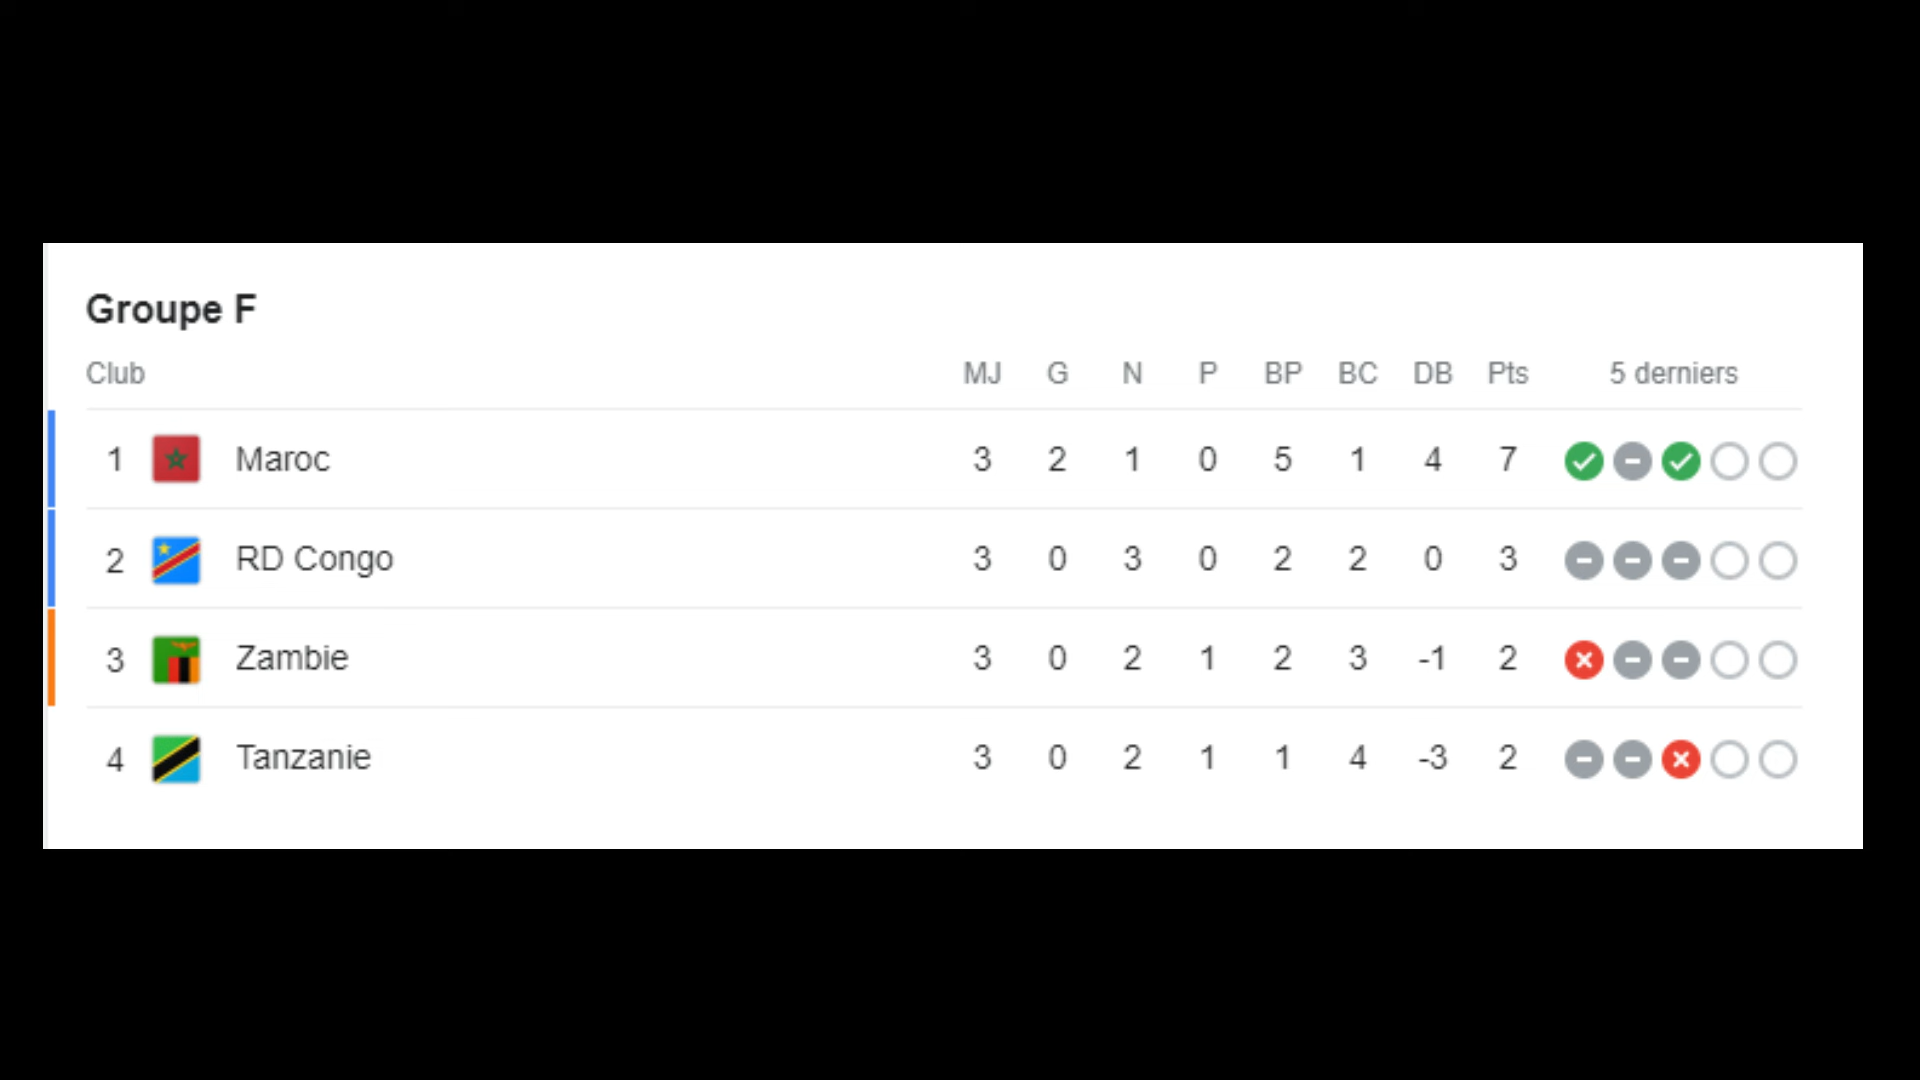 Groupe F
Club MJ G N P BP BC DB Pts 5 derniers
1 Maroc 3 2 1 0 5 1 4 7
2 RD Congo 3 0 3 0 2 2 0 3
3 Zambie 3 0 2 1 2 3 -1 2
4 Tanzanie 3 0 2 1 1 4 -3 2